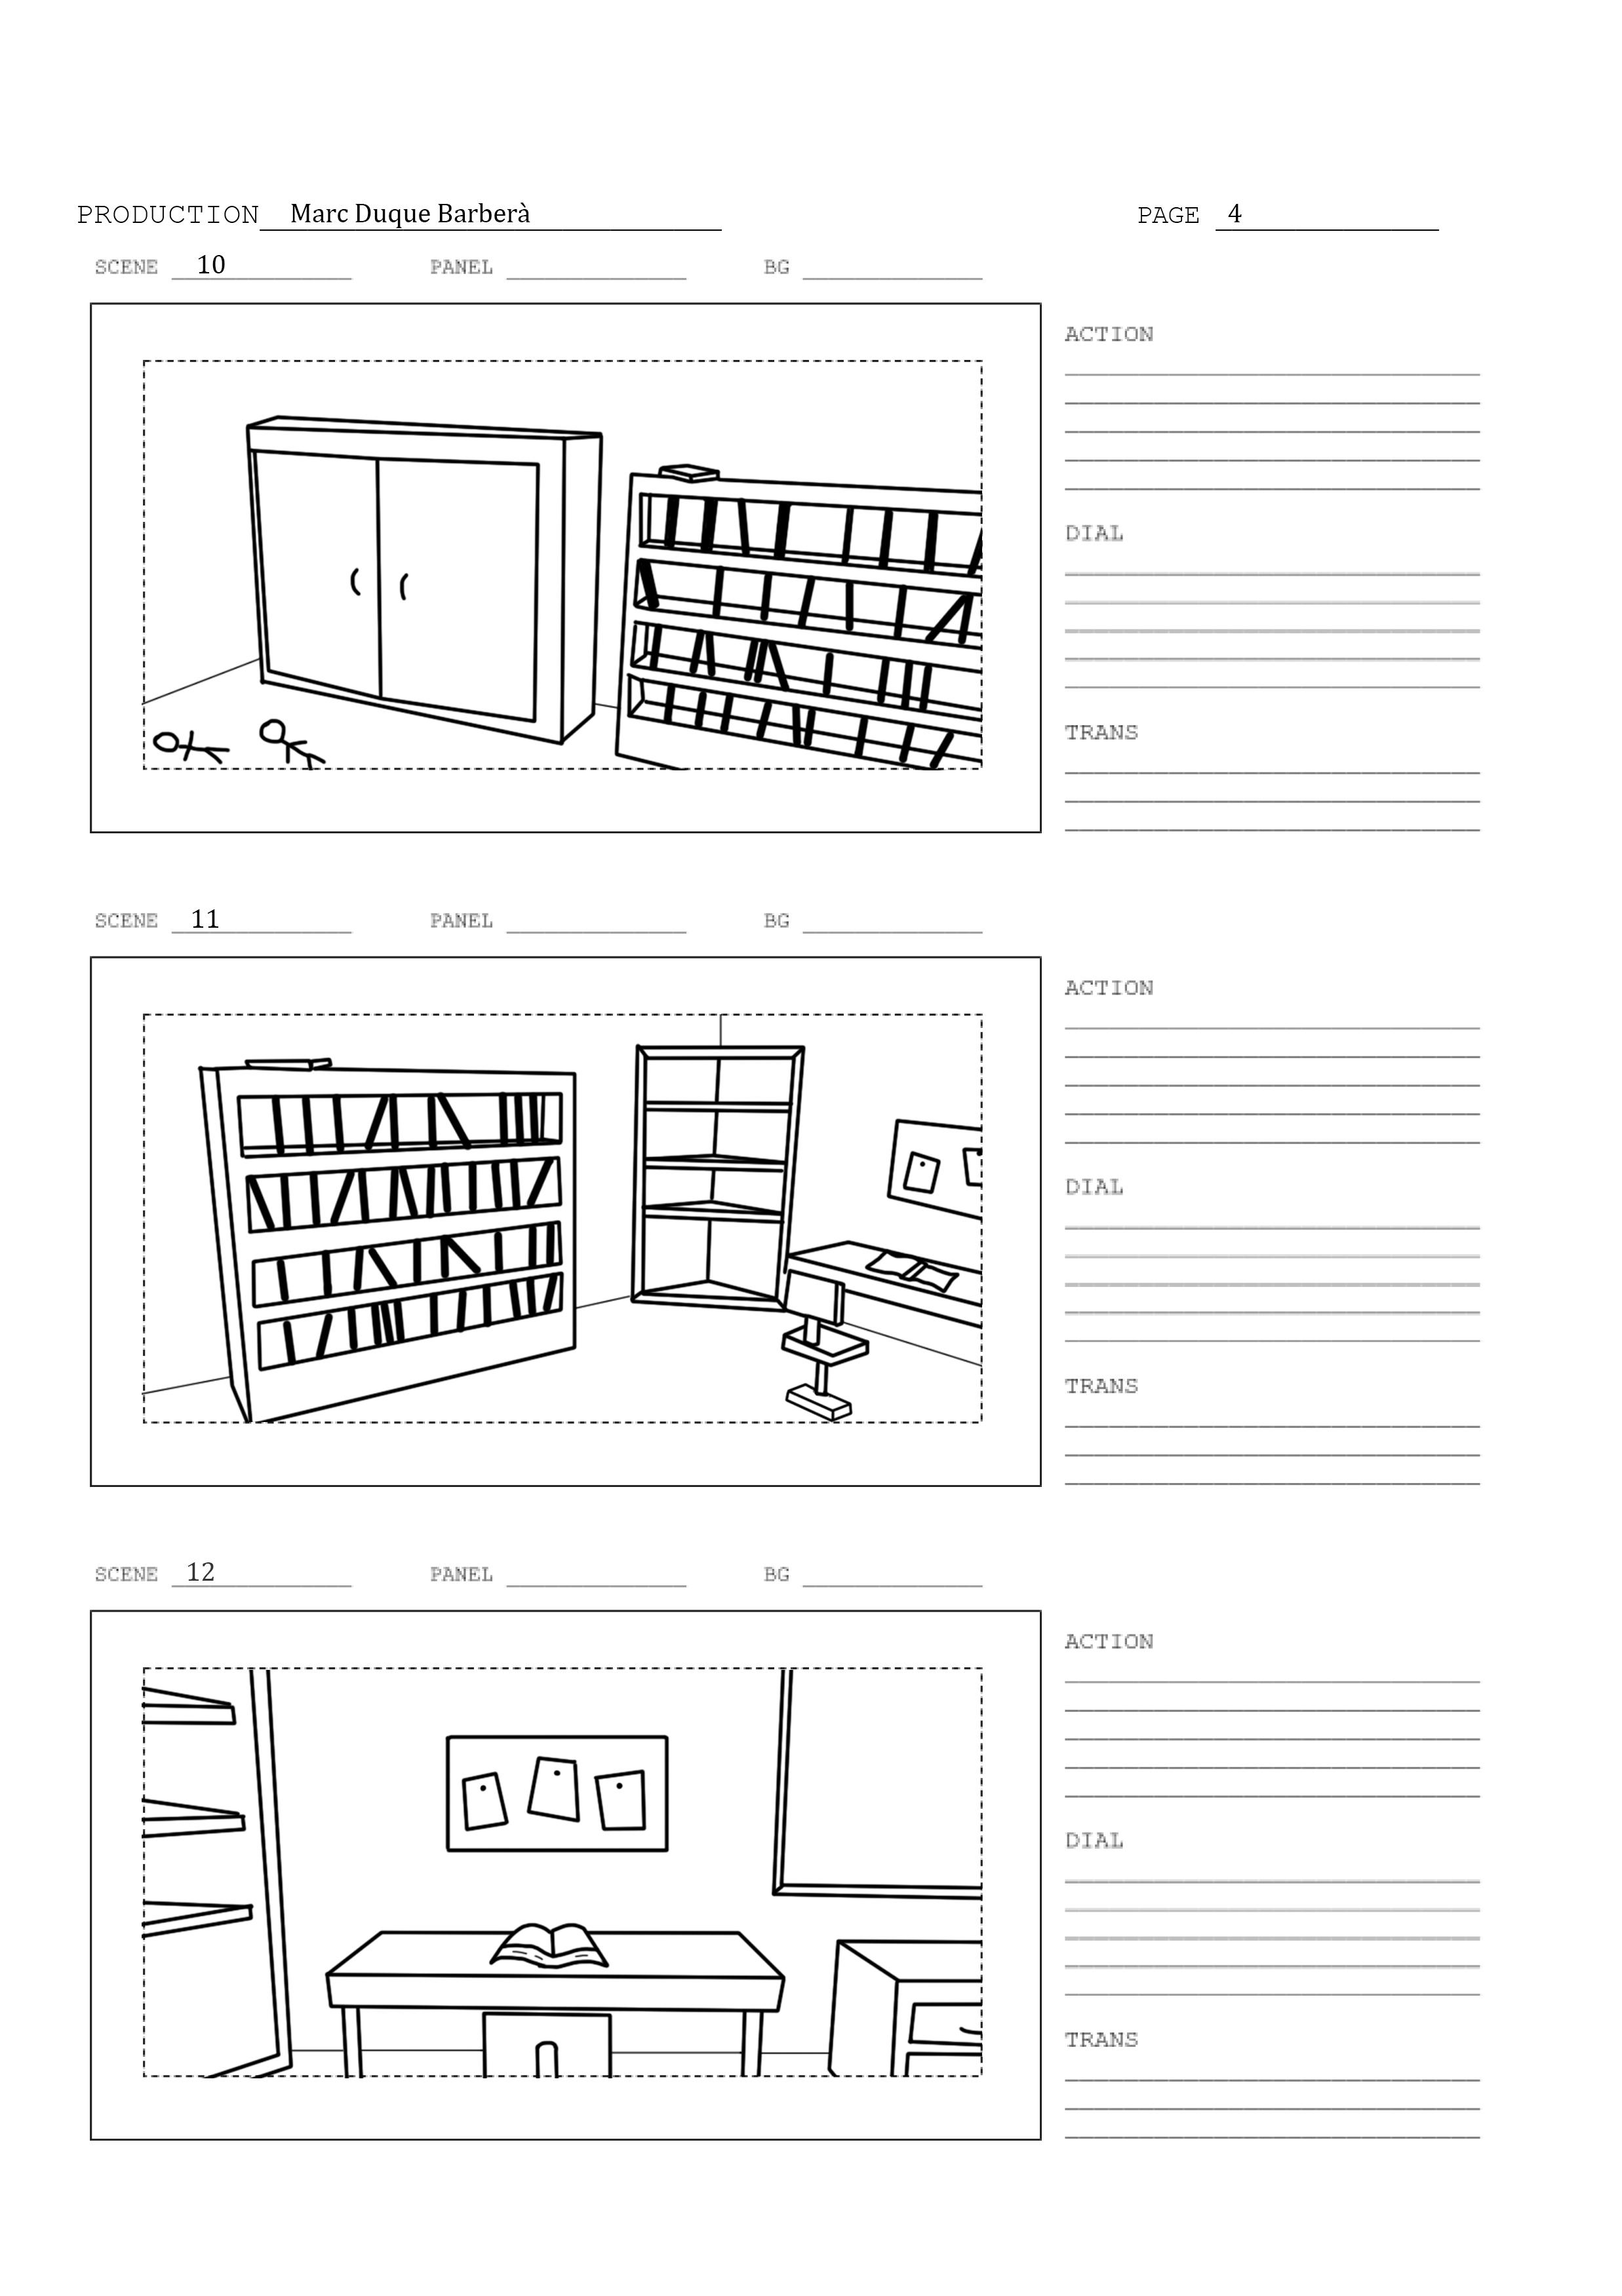 PRODUCTION Marc Duque Barberà PAGE 4
SCENE 10 PANEL BG
ACTION
DIAL
TRANS
SCENE 11 PANEL BG
ACTION
DIAL
TRANS
SCENE 12 PANEL BG
ACTION
DIAL
TRANS